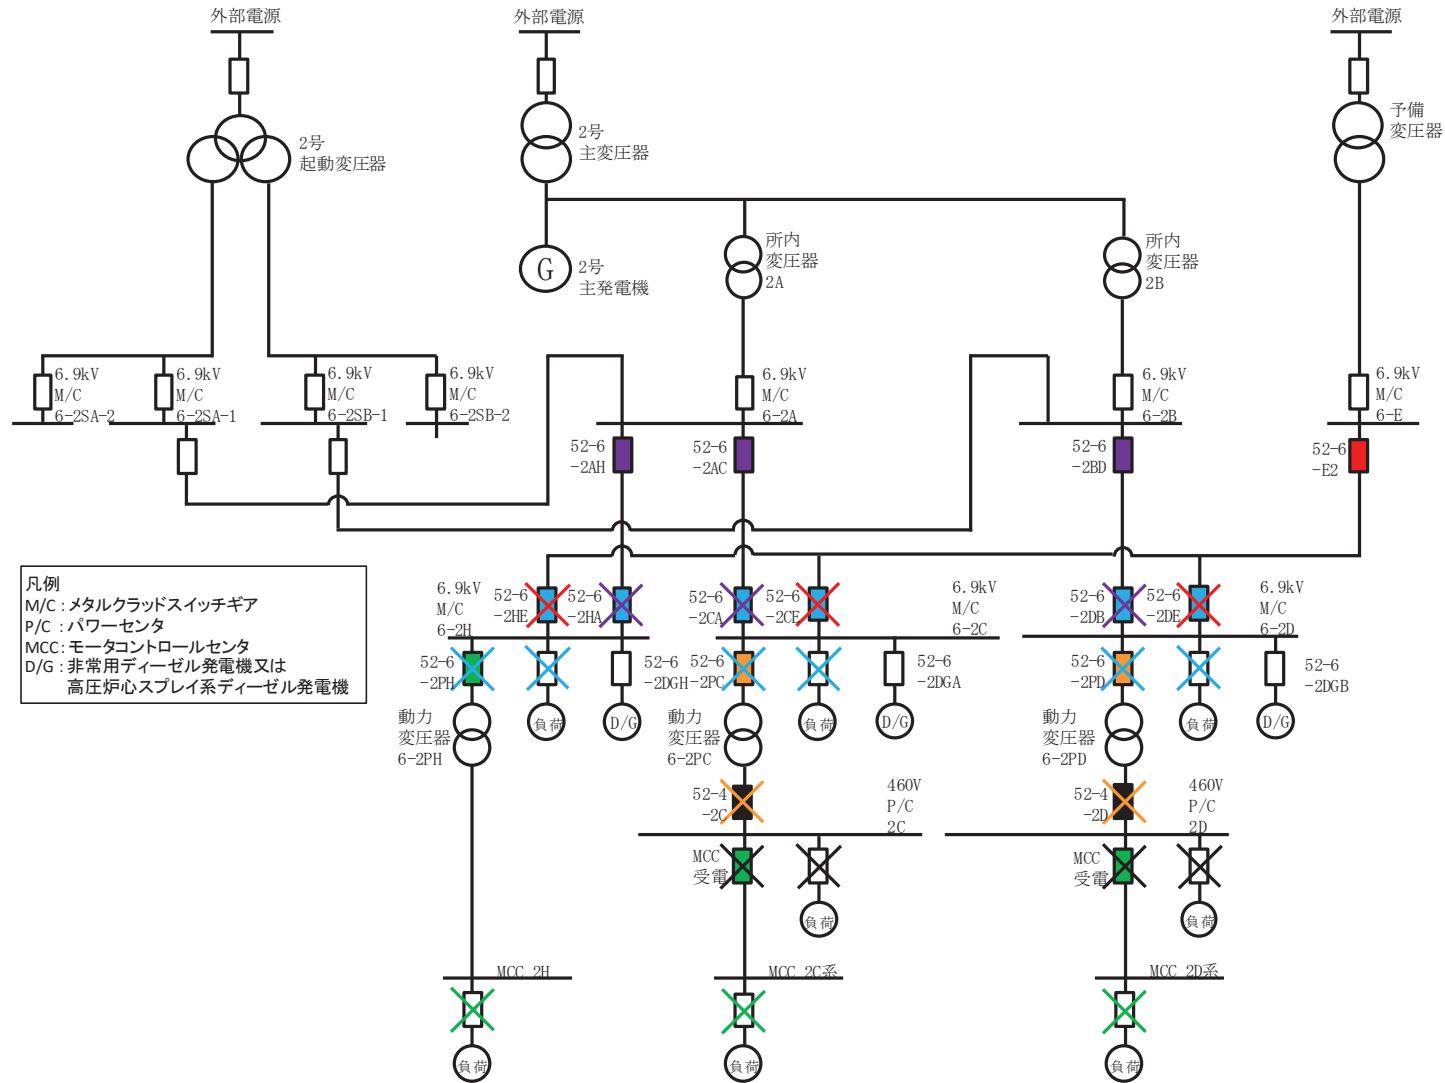 外部電源
外部電源
外部電源
2号
起動変圧器
2号
主変圧器
予備
変圧器
G
2号
主発電機
所内
変圧器
2A
所内
変圧器
2B
6.9kV
M/C
6-2SA-2
6.9kV
M/C
6-2SA-1
6.9kV
M/C
6-2SB-1
6.9kV
M/C
6-2SB-2
6.9kV
M/C
6-2A
6.9kV
M/C
6-2B
6.9kV
M/C
6-E
52-6
-2AH
52-6
-2AC
52-6
-2BD
52-6
-E2
凡例
M/C：メタルクラッドスイッチギア
P/C：パワーセンタ
MCC：モータコントロールセンタ
D/G：非常用ディーゼル発電機又は
高圧炉心スプレイ系ディーゼル発電機
6.9kV
M/C
6-2H
52-6
-2HE
52-6
-2HA
52-6
-2CA
52-6
-2CE
6.9kV
M/C
6-2C
52-6
-2DB
52-6
-2DE
6.9kV
M/C
6-2D
52-6
-2PH
52-6
-2DGH
52-6
-2PC
52-6
-2DGA
52-6
-2PD
52-6
-2DGB
動力
変圧器
6-2PH
負荷
D/G
動力
変圧器
6-2PC
負荷
D/G
動力
変圧器
6-2PD
負荷
D/G
52-4
-2C
460V
P/C
2C
52-4
-2D
460V
P/C
2D
MCC
受電
負荷
MCC
受電
負荷
MCC 2H
MCC 2C系
MCC 2D系
負荷
負荷
負荷